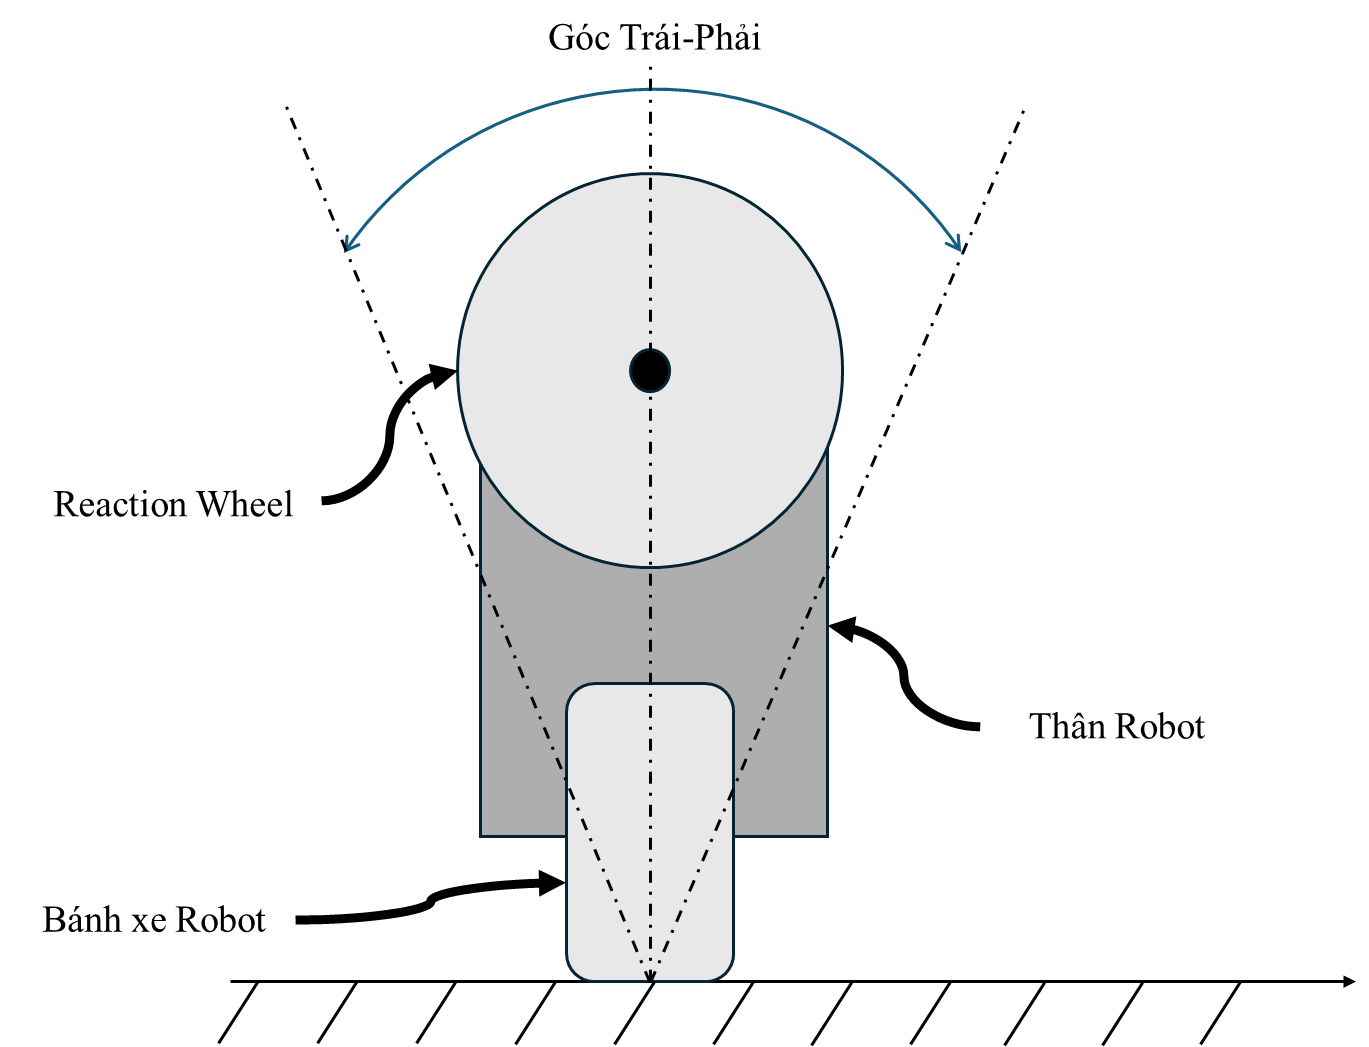 Góc Trái-Phải
Reaction Wheel
Thân Robot
Bánh xe Robot